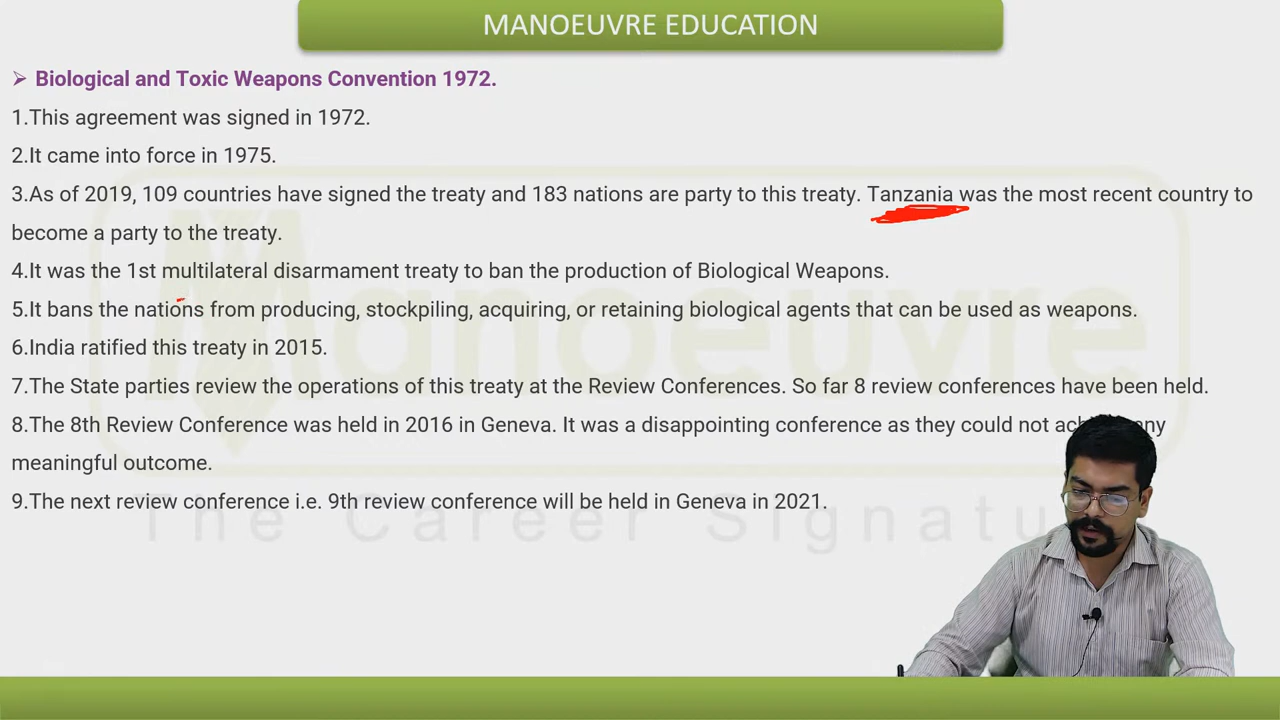 MANOEUVRE EDUCATION
➢ Biological and Toxic Weapons Convention 1972.
1.This agreement was signed in 1972.
2.It came into force in 1975.
3.As of 2019, 109 countries have signed the treaty and 183 nations are party to this treaty. Tanzania was the most recent country to
become a party to the treaty.
4.It was the 1st multilateral disarmament treaty to ban the production of Biological Weapons.
5.It bans the nations from producing, stockpiling, acquiring, or retaining biological agents that can be used as weapons.
6.India ratified this treaty in 2015.
7.The State parties review the operations of this treaty at the Review Conferences. So far 8 review conferences have been held.
8.The 8th Review Conference was held in 2016 in Geneva. It was a disappointing conference as they could not any
meaningful outcome.
9.The next review conference i.e. 9th review conference will be held in Geneva in 2021.
Manoeuvre
The Career